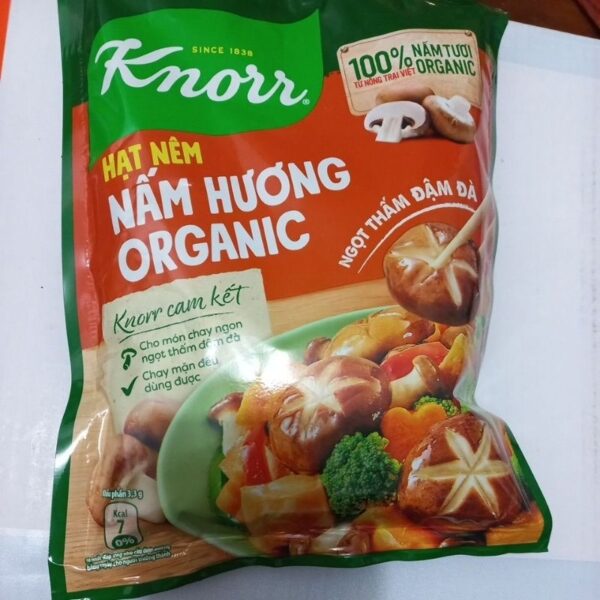 SINCE 1838
Knorr®
100% NẤM TƯƠI
ORGANIC
TỪ NÔNG TRẠI VIỆT
HẠT NÊM
NẤM HƯƠNG
ORGANIC
NGỌT THẤM ĐẬM ĐÀ
Knorr cam kết
Cho món chay ngon
ngọt thấm đậm đà
Chay mặn đều
dùng được
3,3 g
Kcal
7
0%